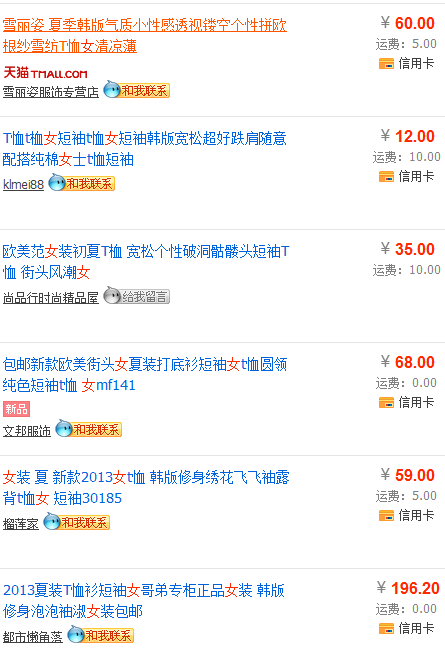 雪丽姿 夏季韩版气质小性感透视镂空个性拼欧
根纱雪纺T恤女清凉薄
¥ 60.00
运费：5.00
信用卡
天猫TMALL.COM
雪丽姿服饰专营店 和我联系
T恤t桖女短袖t恤女短袖韩版宽松超好跌肩随意
配搭纯棉女士t恤短袖
¥ 12.00
运费：10.00
信用卡
klmei88 和我联系
欧美范女装初夏T桖 宽松个性破洞骷髅头短袖T
恤 街头风潮女
¥ 35.00
运费：10.00
尚品行时尚精品屋 给我留言
包邮新款欧美街头女夏装打底衫短袖女t恤圆领
纯色短袖t恤 女mf141
¥ 68.00
运费：0.00
信用卡
新品
文邦服饰 和我联系
女装 夏 新款2013女t恤 韩版修身绣花飞飞袖露
背t恤女 短袖30185
¥ 59.00
运费：5.00
信用卡
榴莲家 和我联系
2013夏装T恤衫短袖女哥弟专柜正品女装 韩版
修身泡泡袖淑女装包邮
¥ 196.20
运费：0.00
信用卡
都市懒角落 和我联系